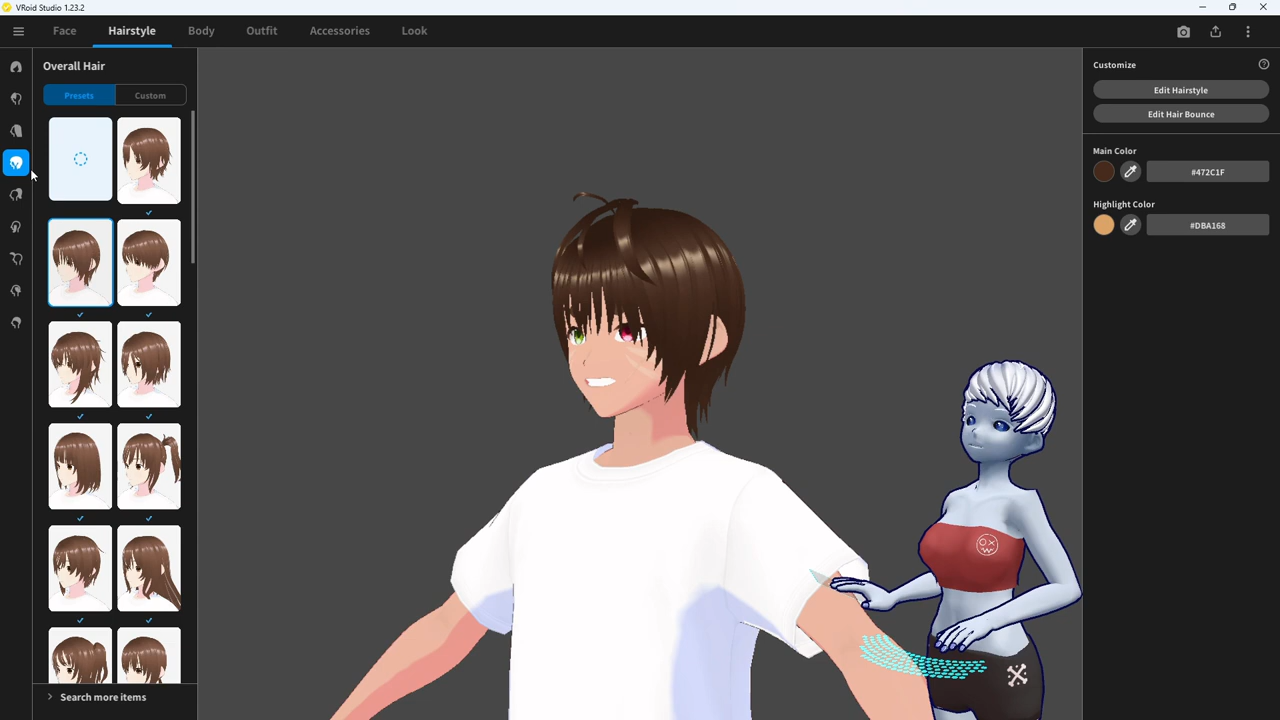 VRoid Studio 1.23.2
Face
Hairstyle
Body
Outfit
Accessories
Look
Overall Hair
Presets
Custom
Search more items
Customize
Edit Hairstyle
Edit Hair Bounce
Main Color
#472C1F
Highlight Color
#DBA168